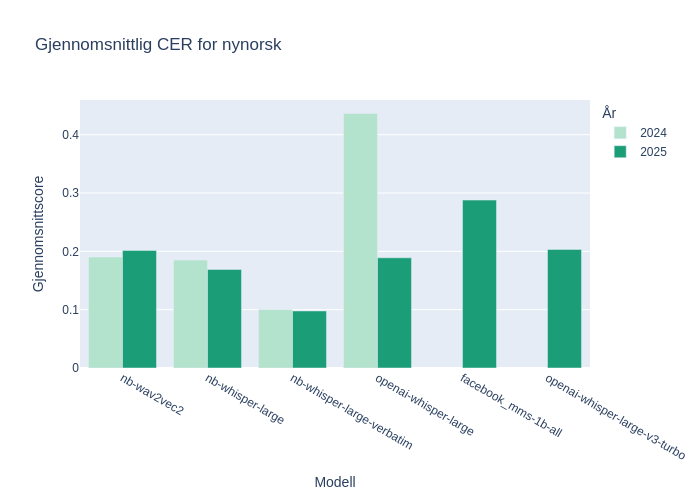 Gjennomsnittlig CER for nynorsk
År
2024
2025
Gjennomsnittscore
0.4
0.3
0.2
0.1
0
nb-wav2vec2
nb-whisper-large
nb-whisper-large-verbatim
openai-whisper-large
facebook_mms-1b-all
openai-whisper-large-v3-turbo
Modell